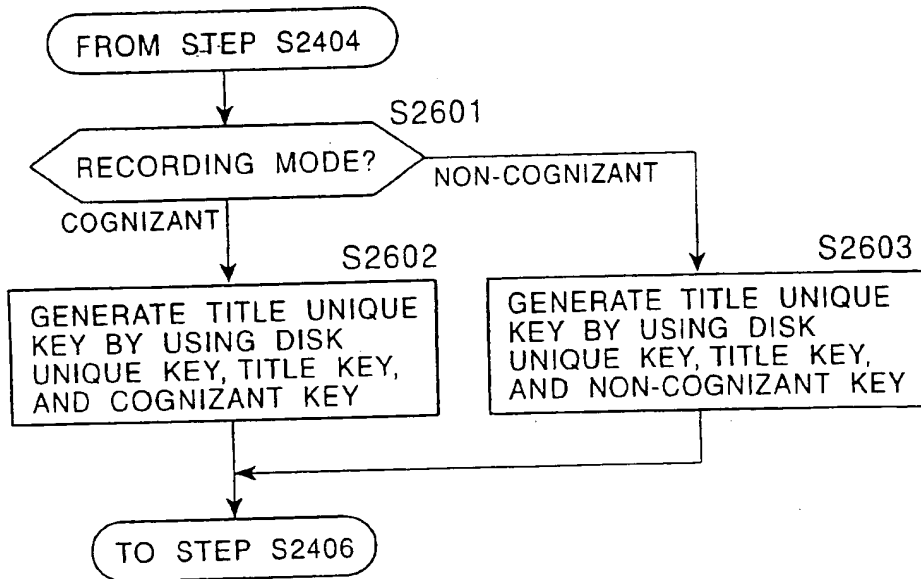 FROM STEP S2404
S2601
RECORDING MODE?
NON-COGNIZANT
COGNIZANT
S2602
GENERATE TITLE UNIQUE
KEY BY USING DISK
UNIQUE KEY, TITLE KEY,
AND COGNIZANT KEY
S2603
GENERATE TITLE UNIQUE
KEY BY USING DISK
UNIQUE KEY, TITLE KEY,
AND NON-COGNIZANT KEY
TO STEP S2406